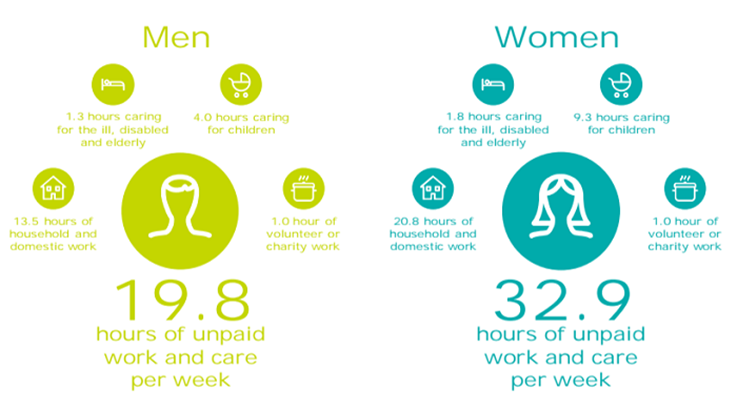 Men
1.3 hours caring
for the ill, disabled
and elderly
4.0 hours caring
for children
13.5 hours of
household and
domestic work
1.0 hour of
volunteer or
charity work
19.8
hours of unpaid
work and care
per week
Women
1.8 hours caring
for the ill, disabled
and elderly
9.3 hours caring
for children
20.8 hours of
household and
domestic work
1.0 hour of
volunteer or
charity work
32.9
hours of unpaid
work and care
per week